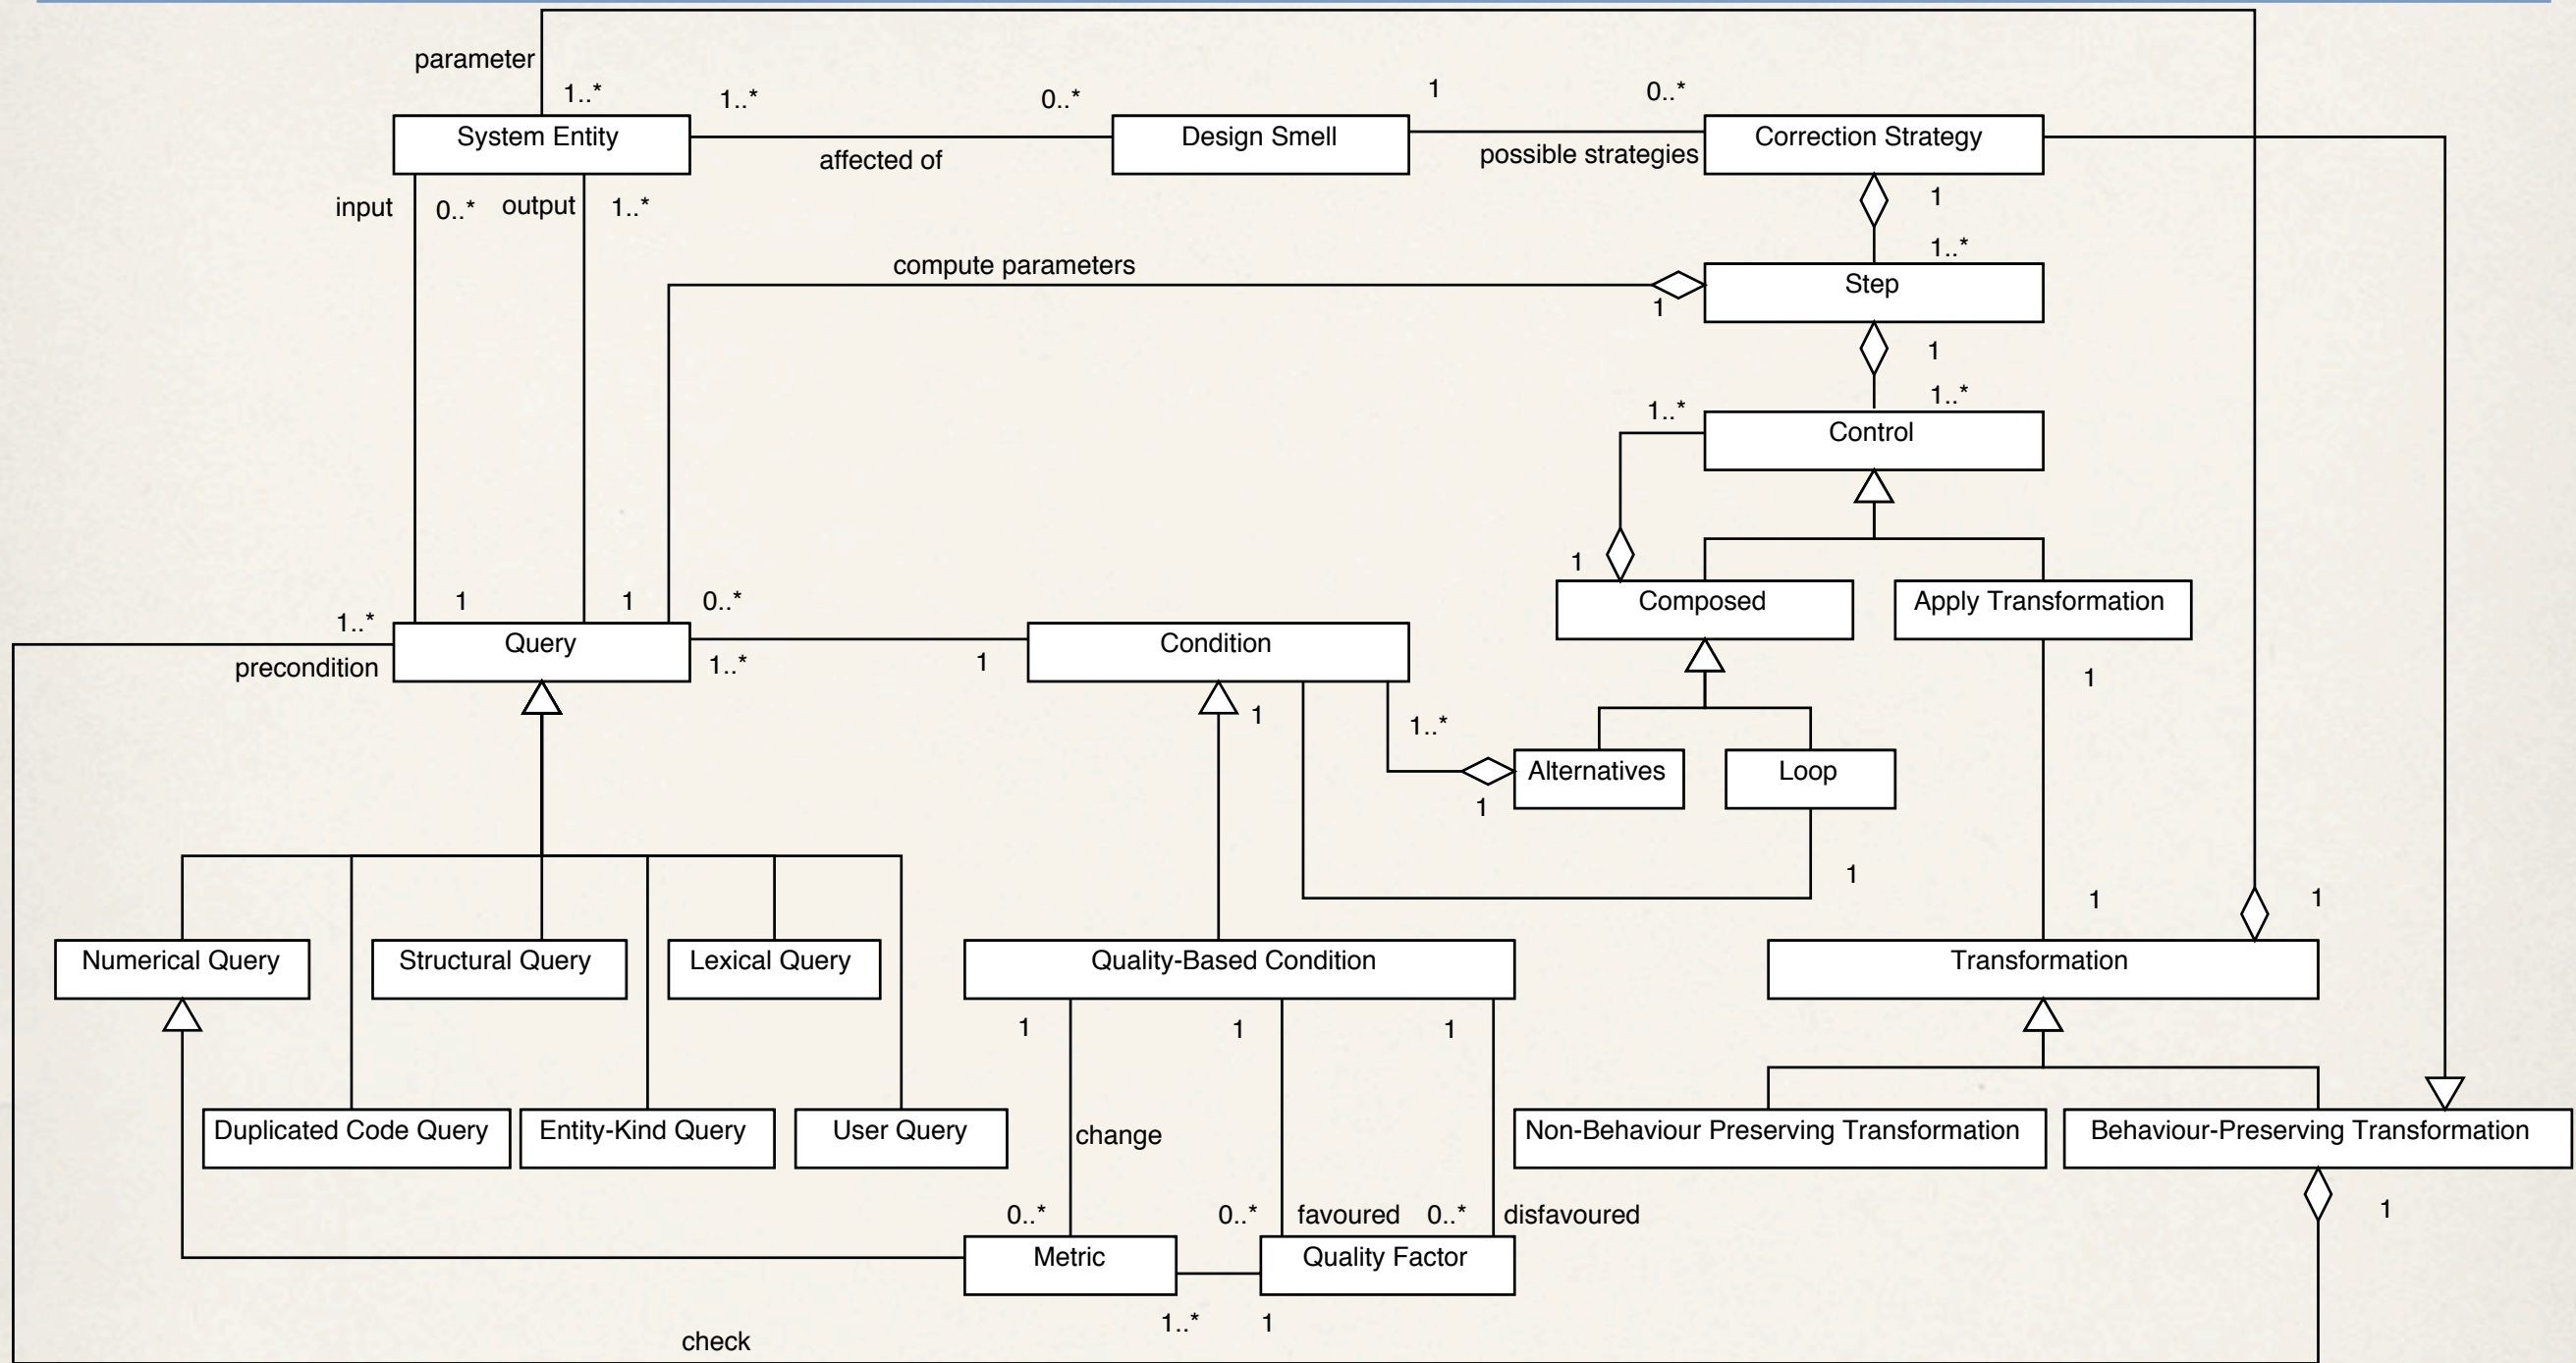 parameter
1..*
1..*
0..*
1
0..*
System Entity
Design Smell
Correction Strategy
affected of
possible strategies
input
0..*
output
1..*
1
1..*
compute parameters
Step
1
1
1..*
1..*
Control
1
Composed
Apply Transformation
1..*
1
1
0..*
Query
Condition
precondition
1..*
1
1
1
1..*
Alternatives
Loop
1
1
1
1
Numerical Query
Structural Query
Lexical Query
Quality-Based Condition
Transformation
1
1
1
Duplicated Code Query
Entity-Kind Query
User Query
change
Non-Behaviour Preserving Transformation
Behaviour-Preserving Transformation
0..*
0..*
favoured
0..*
disfavoured
1
Metric
Quality Factor
1..*
1
check